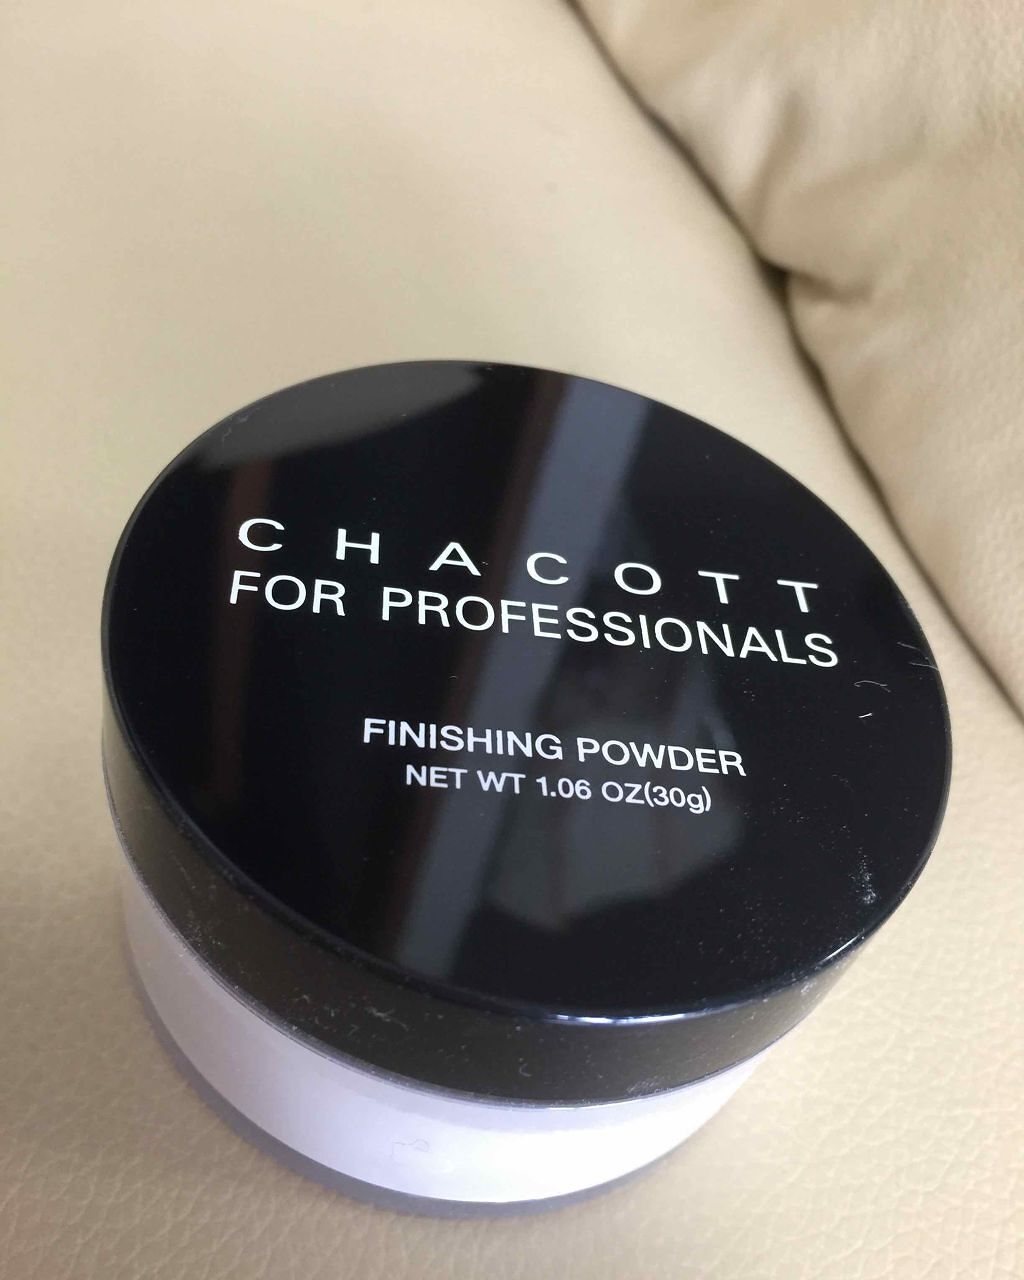 CHACOTT
FOR PROFESSIONALS
FINISHING POWDER
NET WT 1.06 OZ(30g)